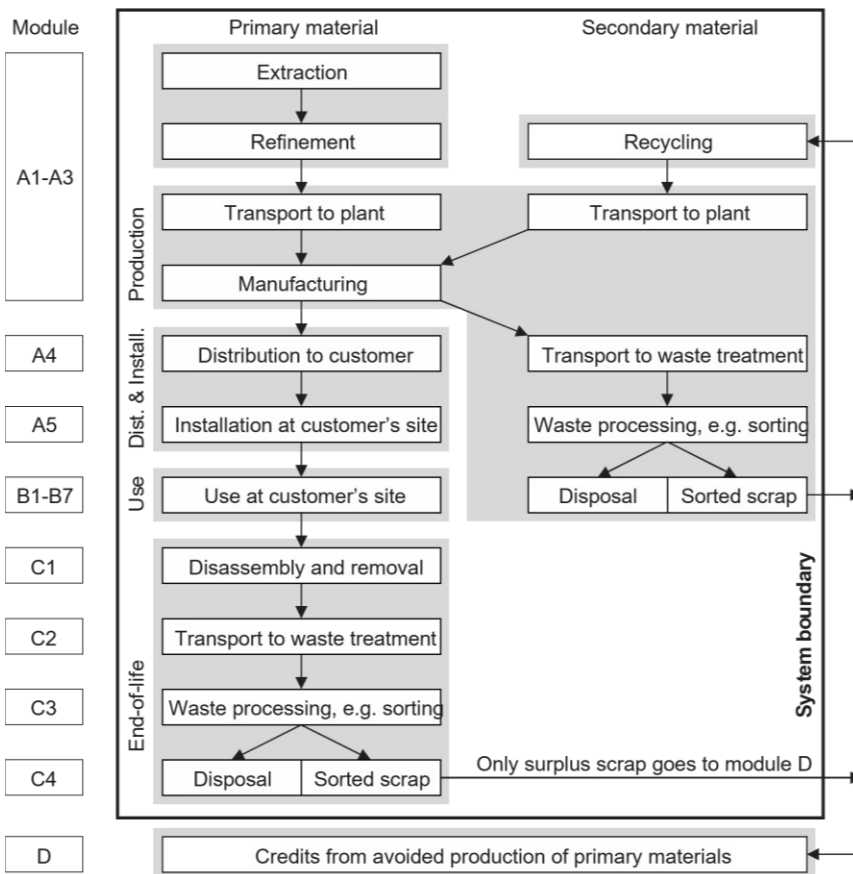 Module
Primary material
Secondary material
A1-A3
Extraction
Refinement
Recycling
Production
Transport to plant
Transport to plant
Manufacturing
Dist. & Install.
A4
Distribution to customer
Transport to waste treatment
A5
Installation at customer's site
Waste processing, e.g. sorting
B1-B7
Use
Use at customer's site
Disposal
Sorted scrap
C1
Disassembly and removal
System boundary
C2
Transport to waste treatment
End-of-life
C3
Waste processing, e.g. sorting
C4
Disposal
Sorted scrap
Only surplus scrap goes to module D
D
Credits from avoided production of primary materials